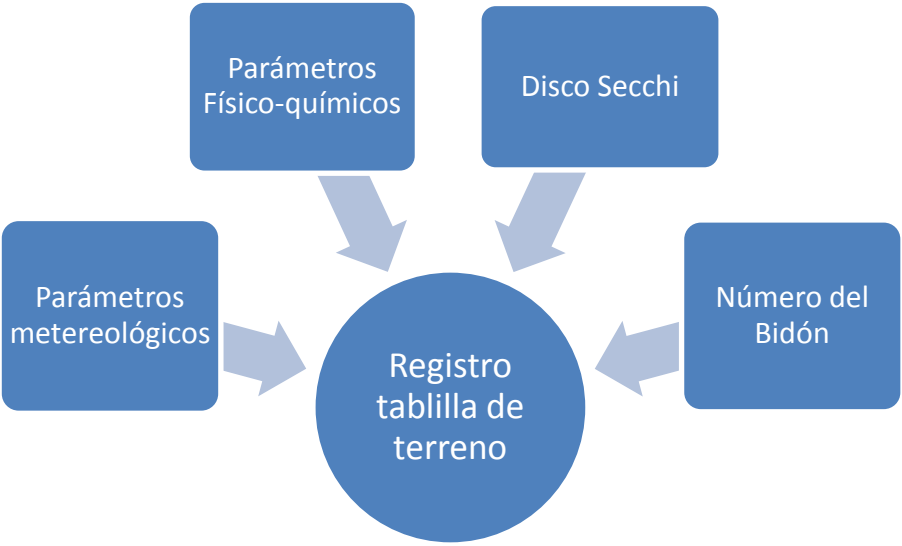 Parámetros
Físico-químicos
Disco Secchi
Parámetros
metereológicos
Número del
Bidón
Registro
tablilla de
terreno